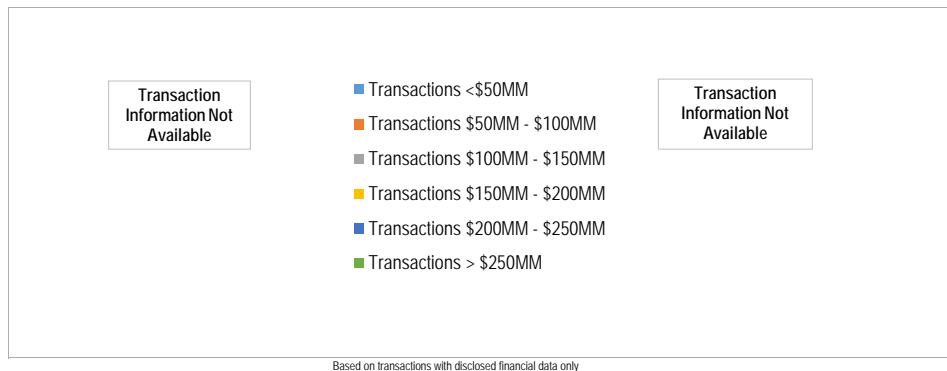 Transaction
Information Not
Available
Transactions <$50MM
Transactions $50MM - $100MM
Transactions $100MM - $150MM
Transactions $150MM - $200MM
Transactions $200MM - $250MM
Transactions > $250MM
Transaction
Information Not
Available
Based on transactions with disclosed financial data only